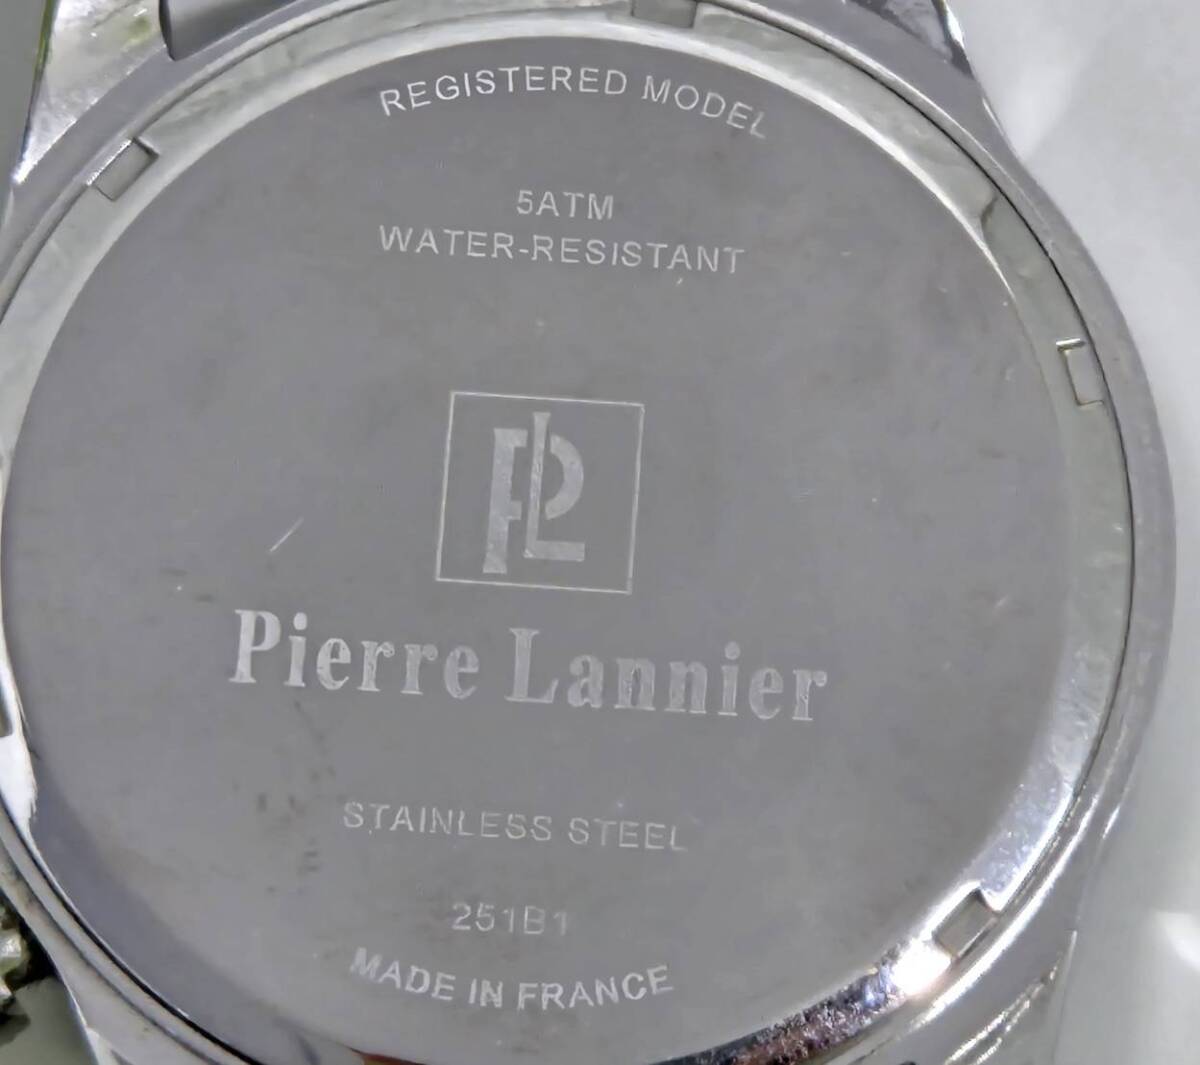 REGISTERED MODEL
5ATM
WATER-RESISTANT
PL
Pierre Lannier
STAINLESS STEEL
251B1
MADE IN FRANCE